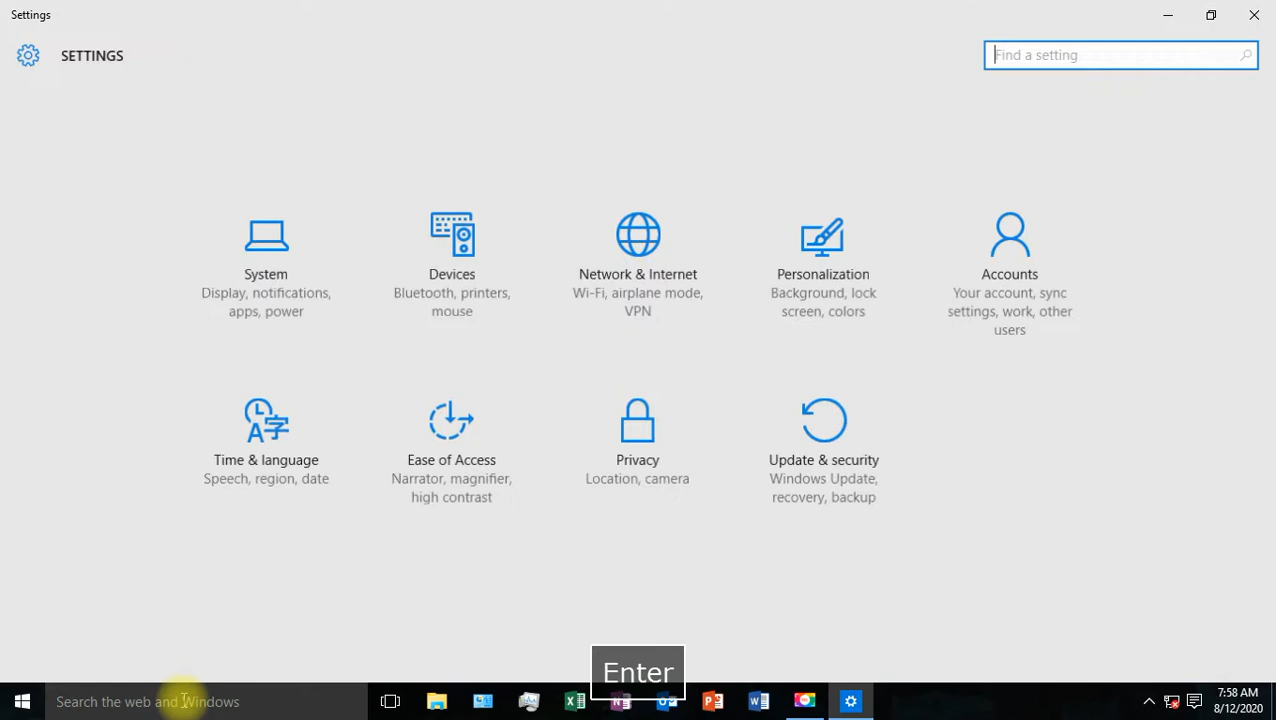 Settings
SETTINGS
Find a setting
System
Display, notifications,
apps, power
Devices
Bluetooth, printers,
mouse
Network & Internet
Wi-Fi, airplane mode,
VPN
Personalization
Background, lock
screen, colors
Accounts
Your account, sync
settings, work, other
users
Time & language
Speech, region, date
Ease of Access
Narrator, magnifier,
high contrast
Privacy
Location, camera
Update & security
Windows Update,
recovery, backup
Enter
Search the web and Windows
7:58 AM
8/12/2020